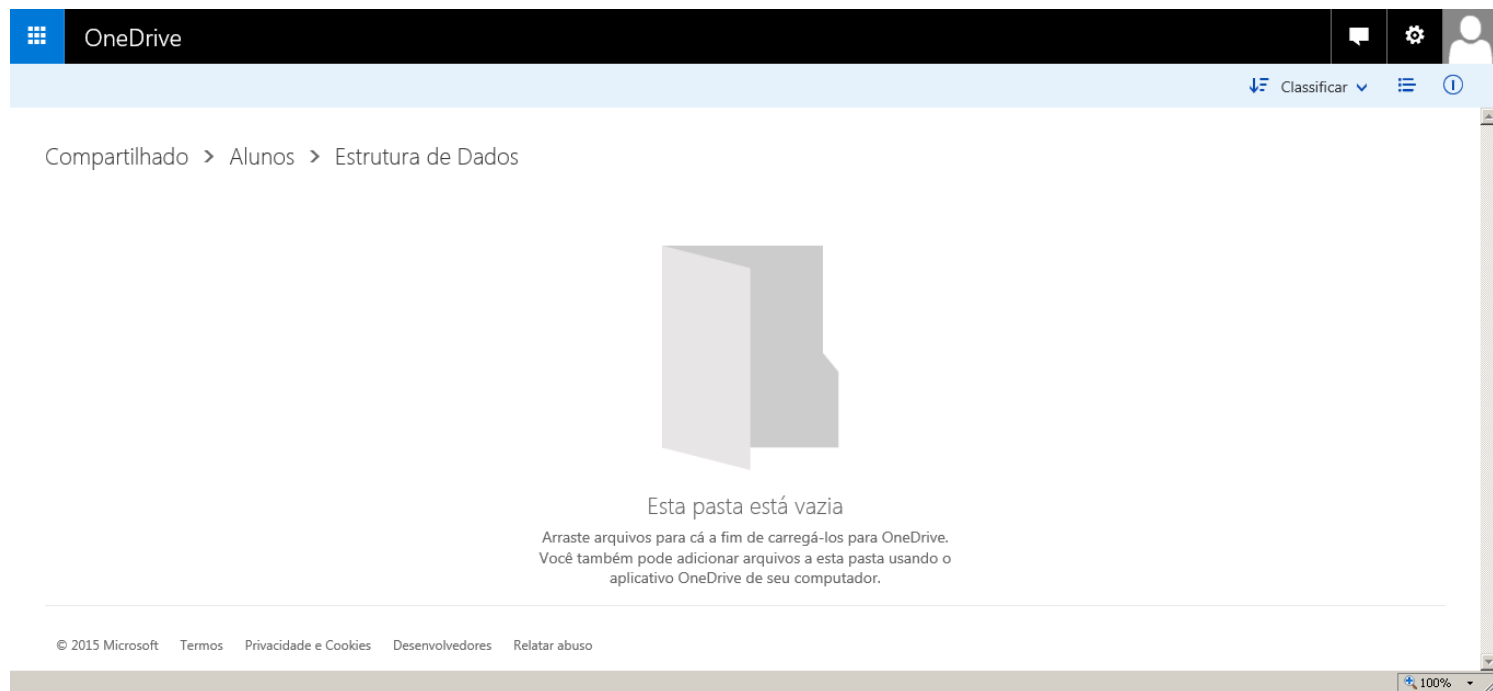 OneDrive
Classificar
Compartilhado > Alunos > Estrutura de Dados
Esta pasta está vazia
Arraste arquivos para cá a fim de carregá-los para OneDrive.
Você também pode adicionar arquivos a esta pasta usando o
aplicativo OneDrive de seu computador.
© 2015 Microsoft Termos Privacidade e Cookies Desenvolvedores Relatar abuso
100%